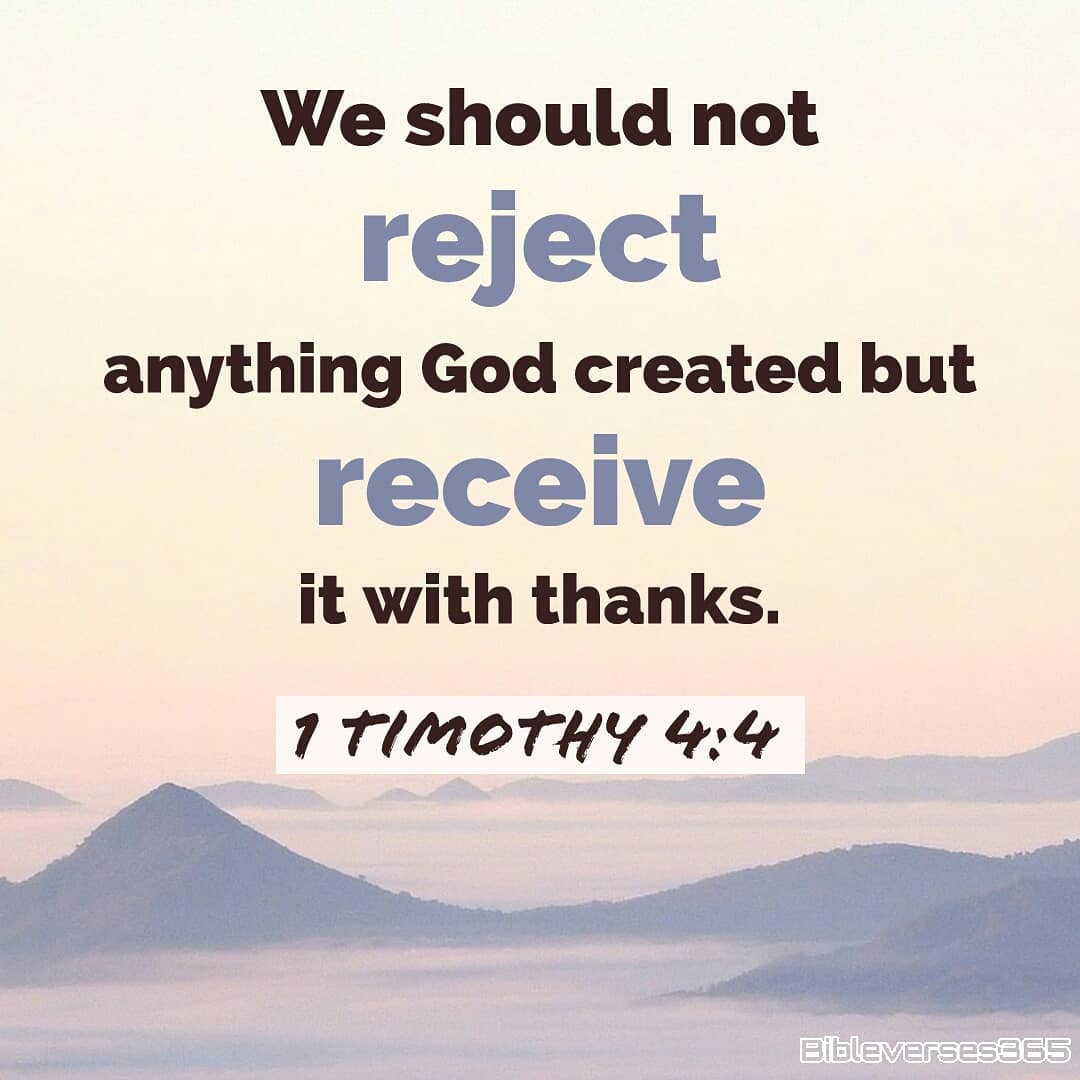 We should not
reject
anything God created but
receive
it with thanks.
1 TIMOTHY 4:4
Bibleverses365